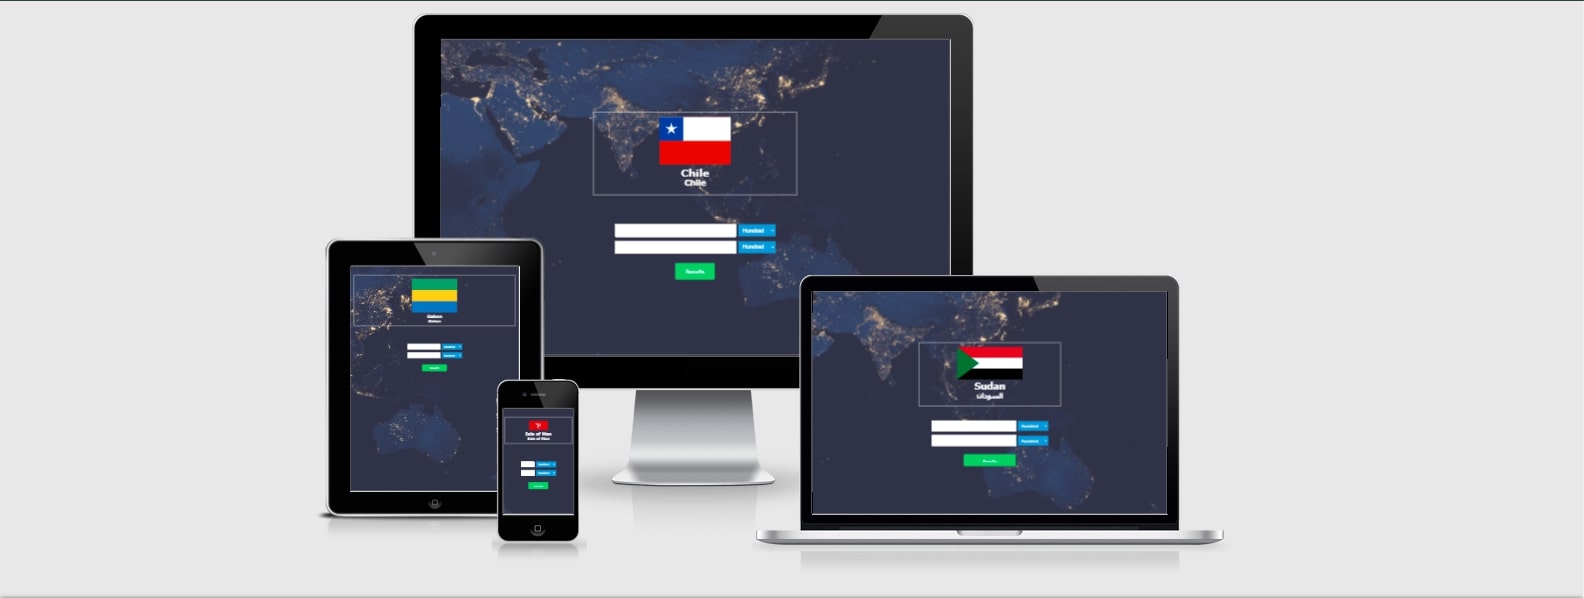 Chile
Chile
Hundred
Hundred
Results
Gabon
Gabon
Isle of Man
Isle of Man
Sudan
السودان
Hundred
Hundred
Results